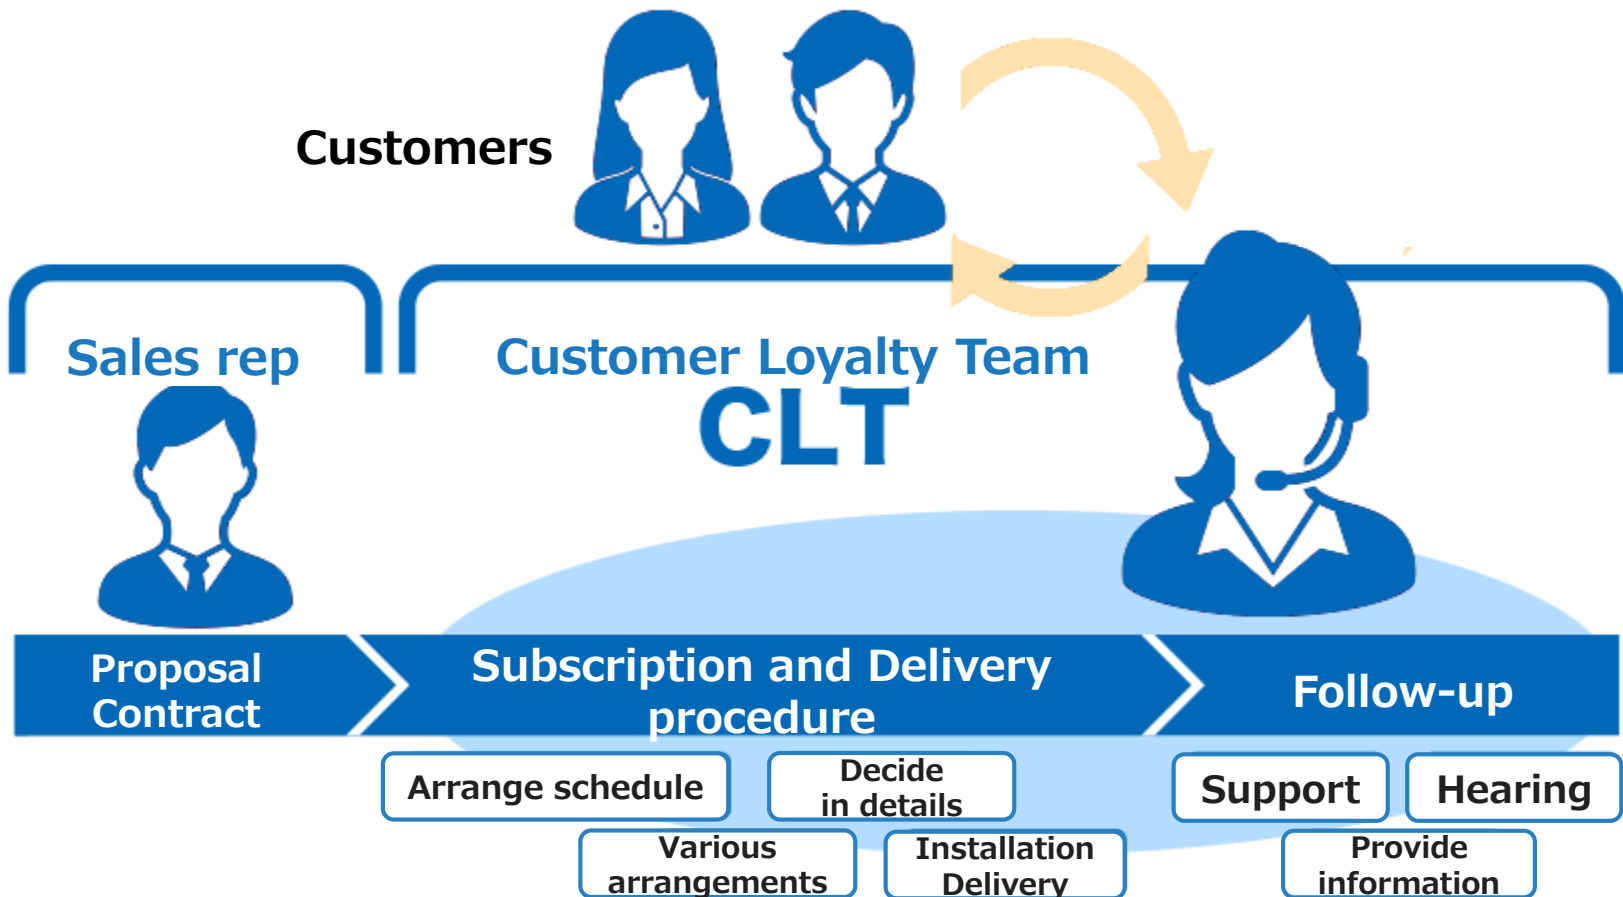 Customers
Sales rep
Customer Loyalty Team
CLT
Proposal
Contract
Subscription and Delivery
procedure
Follow-up
Arrange schedule
Decide
in details
Various
arrangements
Installation
Delivery
Support
Hearing
Provide
information